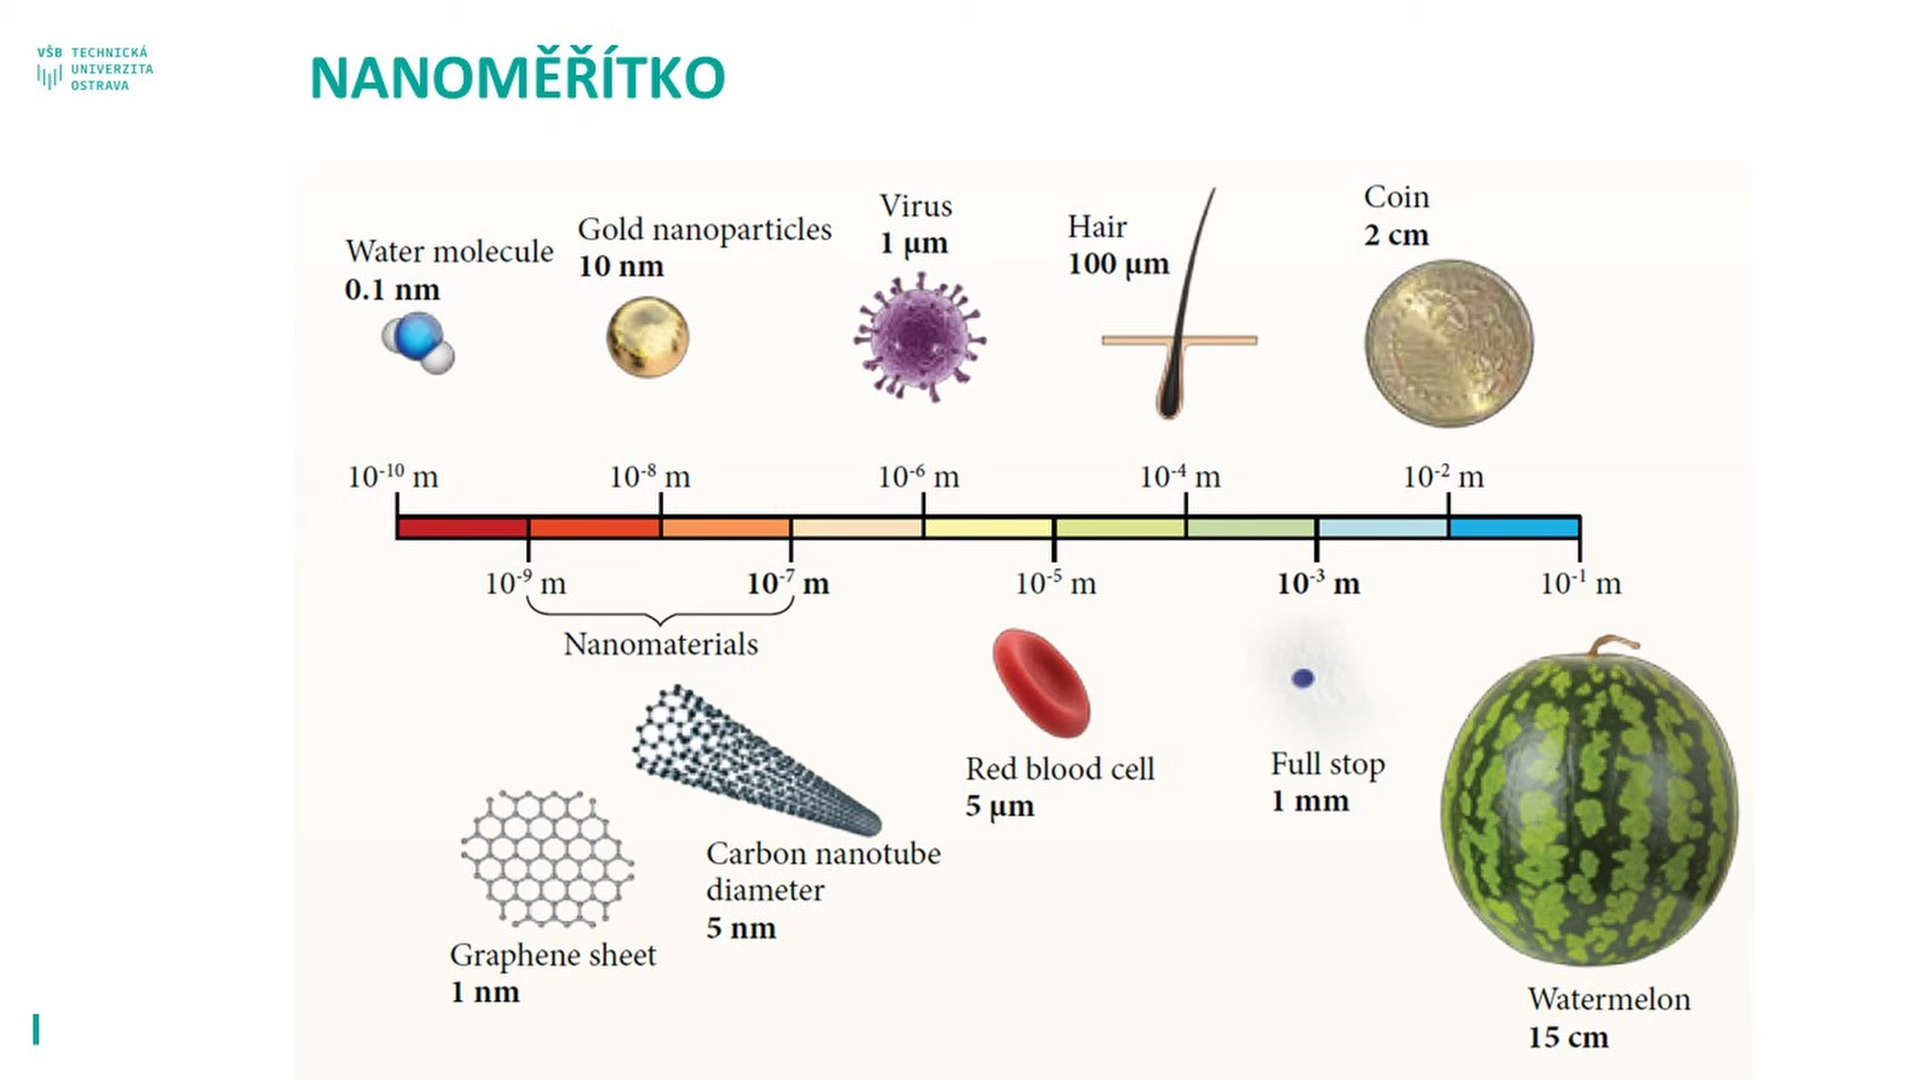 VŠB TECHNICKÁ
UNIVERZITA
OSTRAVA
NANOMĚŘÍTKO
Water molecule
0.1 nm
Gold nanoparticles
10 nm
Virus
1 μm
Hair
100 μm
Coin
2 cm
10⁻¹⁰ m
10⁻⁸ m
10⁻⁶ m
10⁻⁴ m
10⁻² m
10⁻⁹ m
10⁻⁷ m
10⁻⁵ m
10⁻³ m
10⁻¹ m
Nanomaterials
Graphene sheet
1 nm
Carbon nanotube
diameter
5 nm
Red blood cell
5 μm
Full stop
1 mm
Watermelon
15 cm